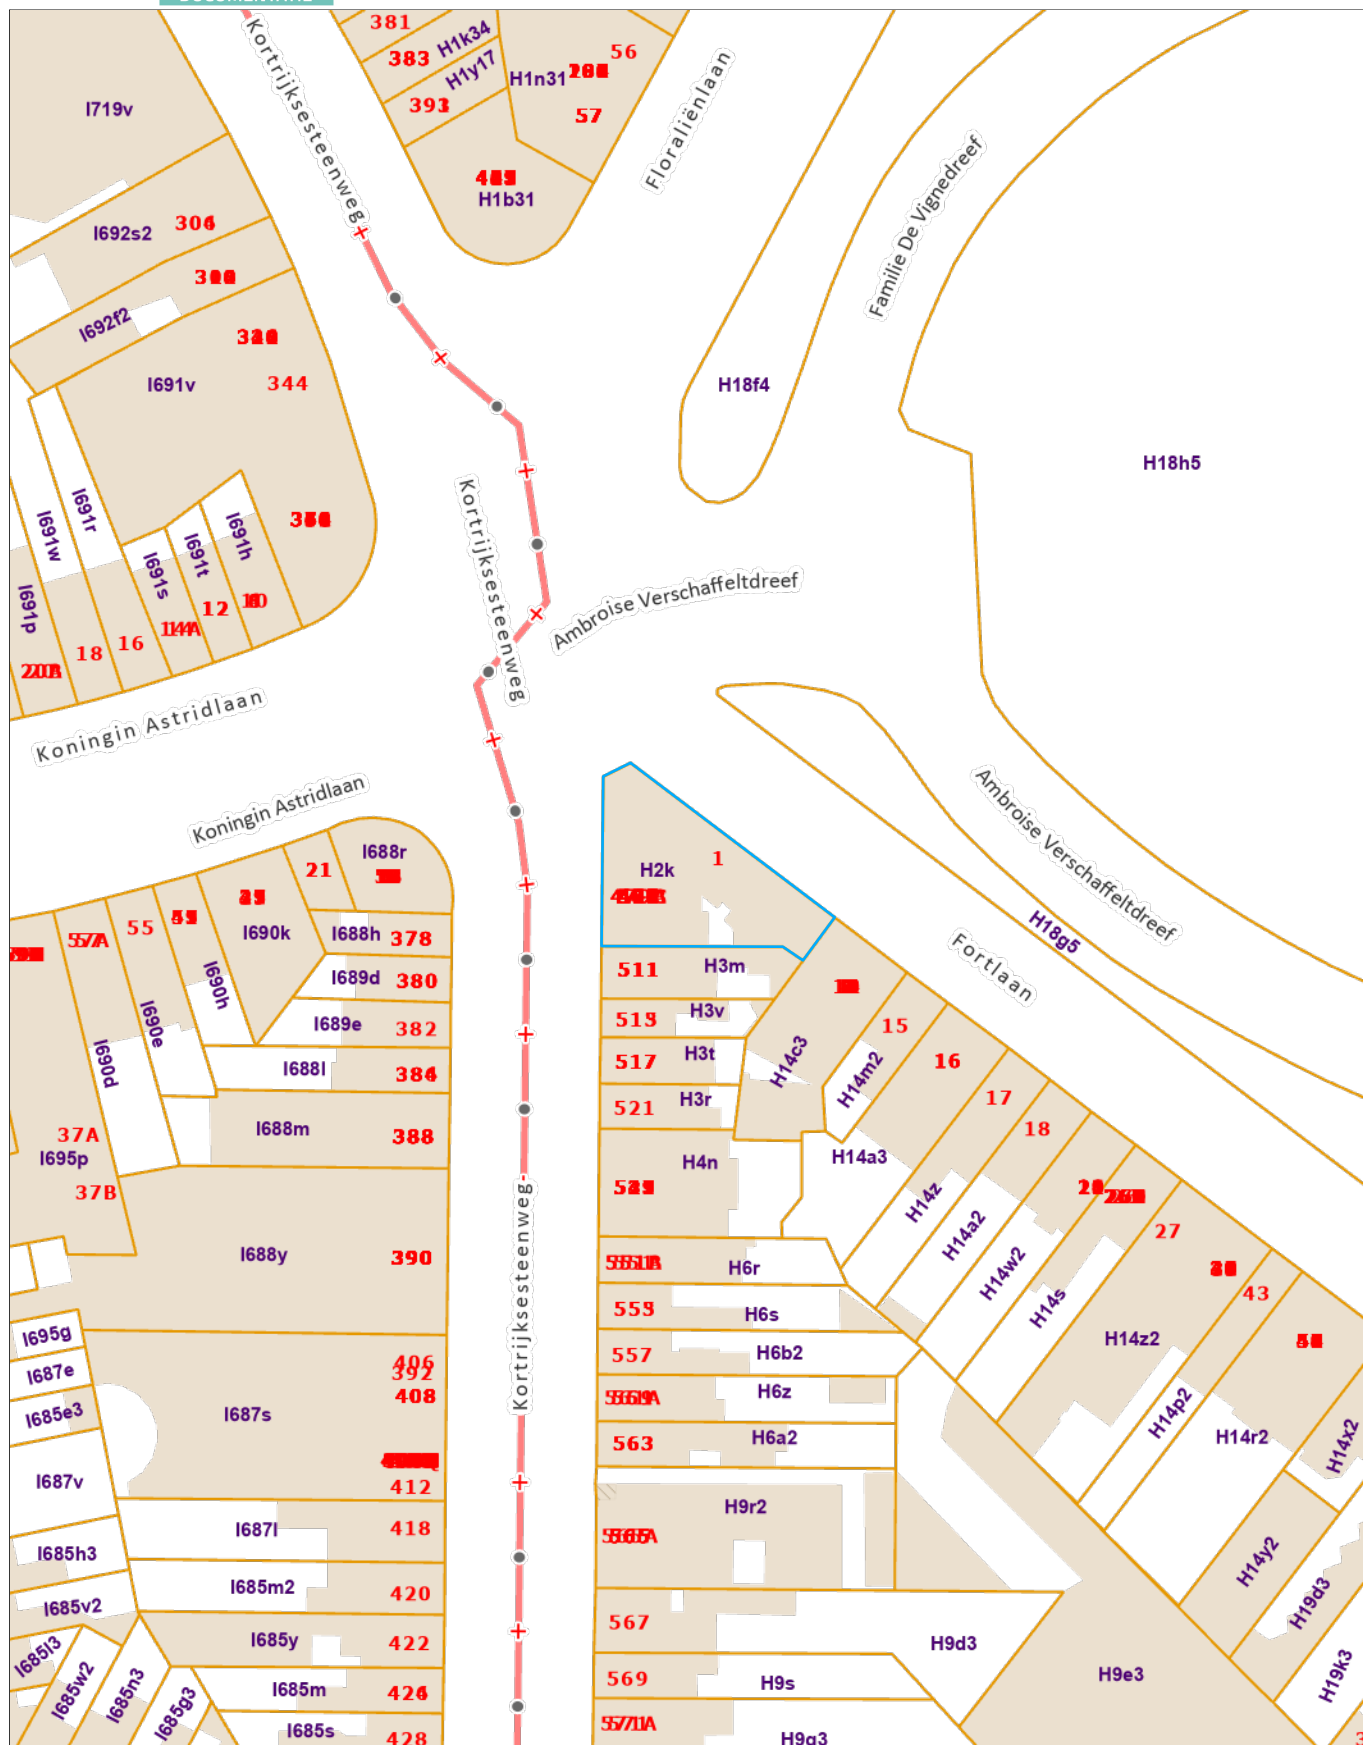 381
383
H1k34
H1y17
393
H1n31
56
57
H1b31
Kortrijksesteenweg
Floraliënlaan
Familie De Vignedreef
I719v
I692s2
304
I692f2
I691v
344
H18f4
H18h5
I691w
I691r
I691s
I691t
I691h
I691p
18
16
14A
12
Kortrijksesteenweg
Ambroise Verschaffeltdreef
Koningin Astridlaan
Koningin Astridlaan
Ambroise Verschaffeltdreef
H18g5
Fortlaan
H2k
1
21
I688r
I690k
I688h
378
I689d
380
I689e
382
I688l
384
I688m
388
I688y
390
57A
55
I690h
I690e
I690d
37A
I695p
37B
511
H3m
513
H3v
517
H3t
521
H3r
H4n
H14c3
15
H14m2
16
H14a3
17
H14z
18
H14a2
H14w2
H14s
27
H14z2
43
H14p2
H14r2
H14x2
H14y2
H19d3
H19k3
551B
H6r
553
H6s
557
H6b2
H6z
563
H6a2
H9r2
567
H9d3
569
H9s
571A
H9g3
H9e3
Kortrijksesteenweg
I695g
I687e
I685e3
I687v
I685h3
I685v2
I685l3
I685w2
I685n3
I685g3
406
392
408
I687s
412
I687l
418
I685m2
420
I685y
422
I685m
424
I685s
428